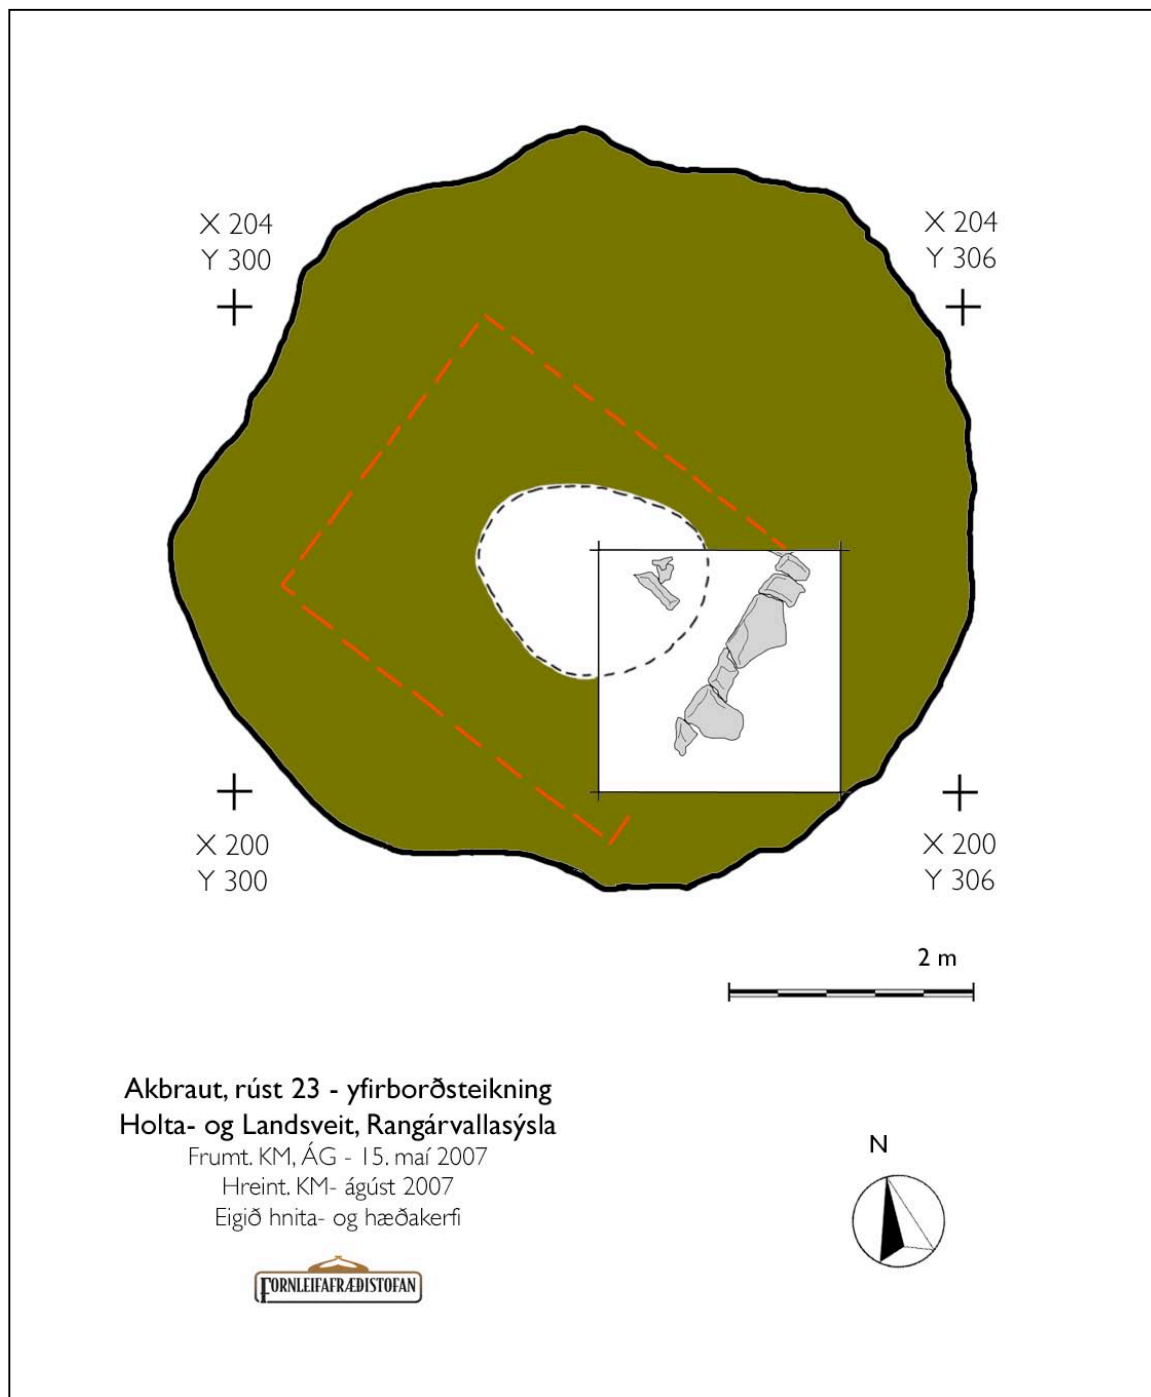 X 204
Y 300
X 204
Y 306
X 200
Y 300
X 200
Y 306
2 m
Akbraut, rúst 23 - yfirborðsteikning
Holta- og Landsveit, Rangárvallasýsla
Frumt. KM, ÁG - 15. maí 2007
Hreint. KM- ágúst 2007
Eigið hnita- og hæðakerfi
N
FORNLEIFAFRÆÐISTOFAN